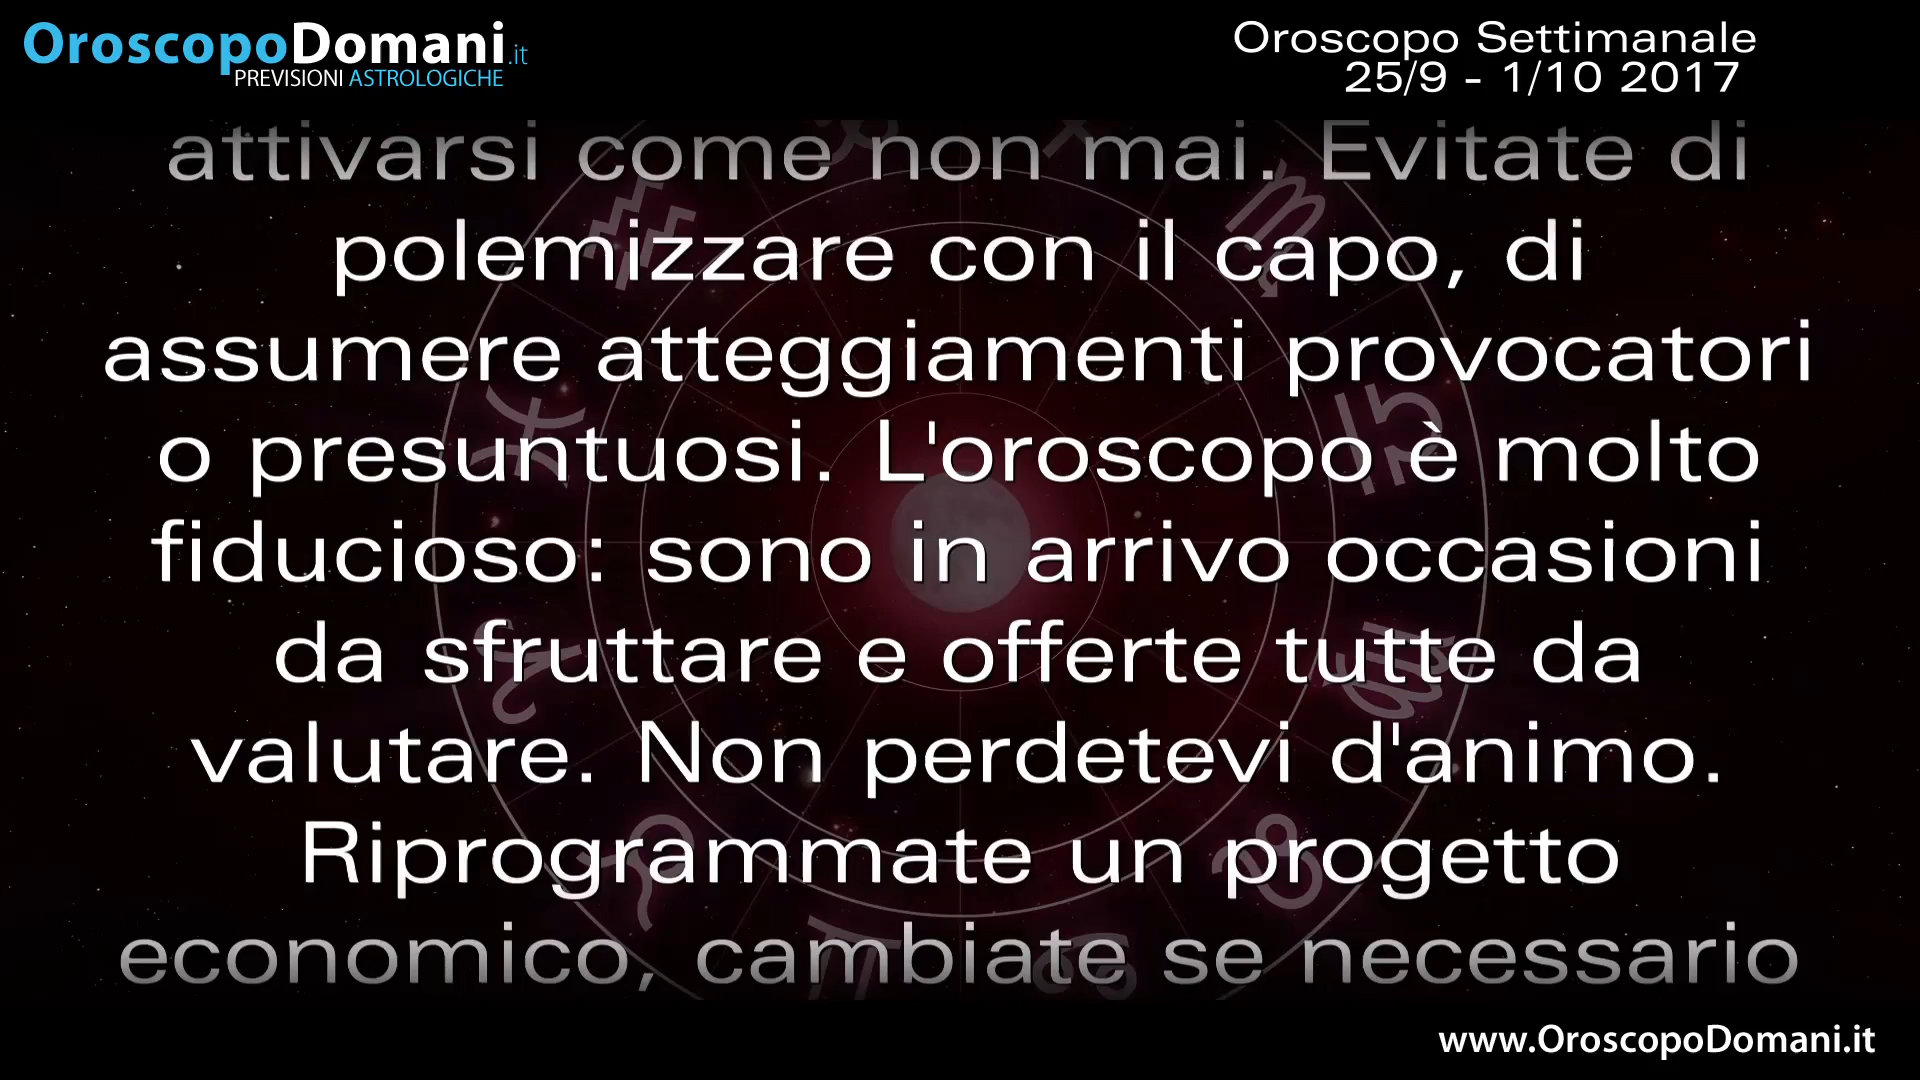 OroscopoDomani.it
PREVISIONI ASTROLOGICHE
Oroscopo Settimanale
25/9 - 1/10 2017
attivarsi come non mai. Evitate di
polemizzare con il capo, di
assumere atteggiamenti provocatori
o presuntuosi. L'oroscopo è molto
fiducioso: sono in arrivo occasioni
da sfruttare e offerte tutte da
valutare. Non perdetevi d'animo.
Riprogrammate un progetto
economico, cambiate se necessario
www.OroscopoDomani.it